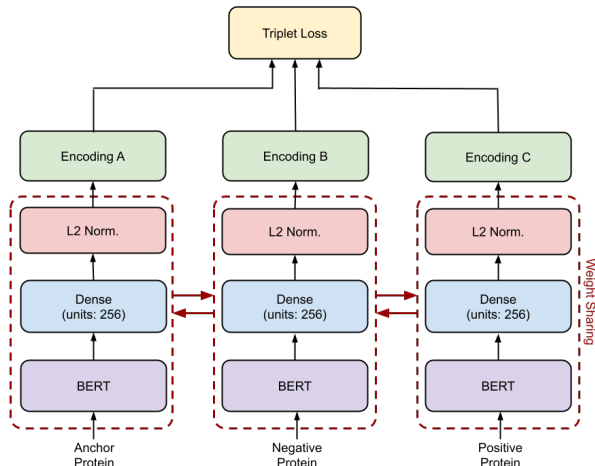 Triplet Loss
Encoding A
Encoding B
Encoding C
L2 Norm.
L2 Norm.
L2 Norm.
Dense
(units: 256)
Dense
(units: 256)
Dense
(units: 256)
Weight Sharing
BERT
BERT
BERT
Anchor
Protein
Negative
Protein
Positive
Protein